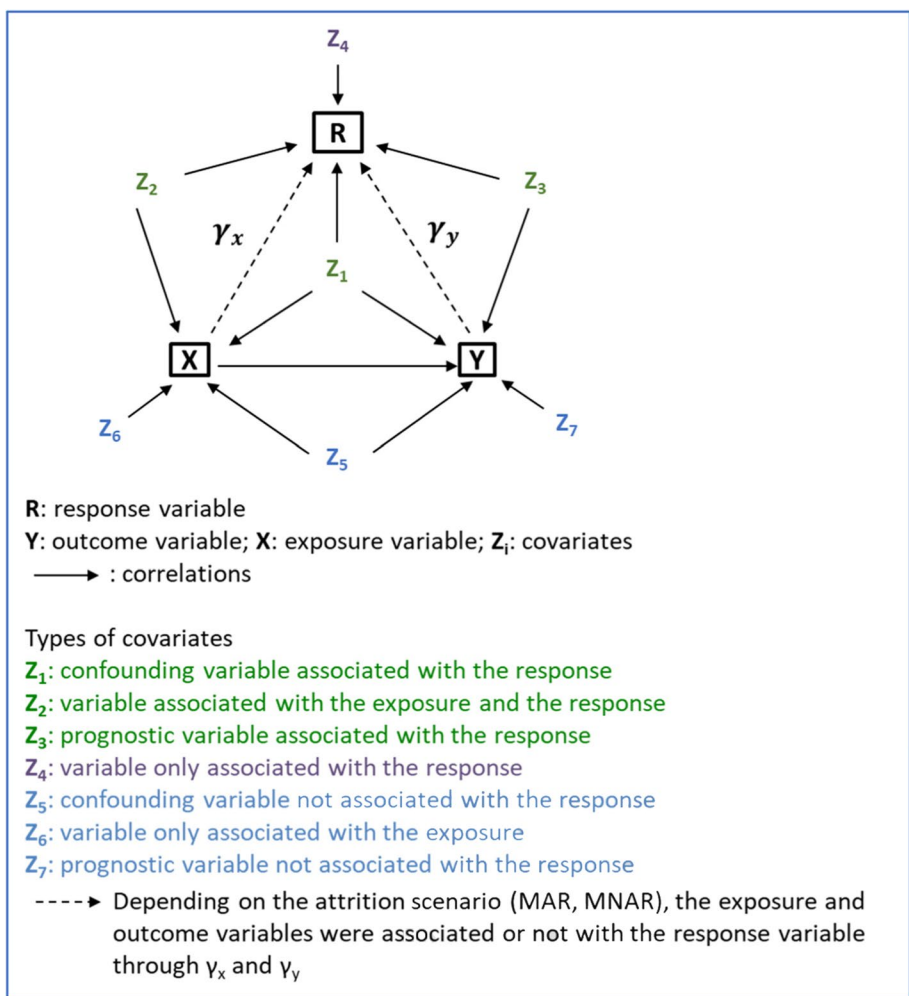 Z4
R
Z2
Z3
γx
γy
Z1
X
Y
Z6
Z7
Z5
R: response variable
Y: outcome variable; X: exposure variable; Zi: covariates
: correlations
Types of covariates
Z1: confounding variable associated with the response
Z2: variable associated with the exposure and the response
Z3: prognostic variable associated with the response
Z4: variable only associated with the response
Z5: confounding variable not associated with the response
Z6: variable only associated with the exposure
Z7: prognostic variable not associated with the response
Depending on the attrition scenario (MAR, MNAR), the exposure and
outcome variables were associated or not with the response variable
through γx and γy